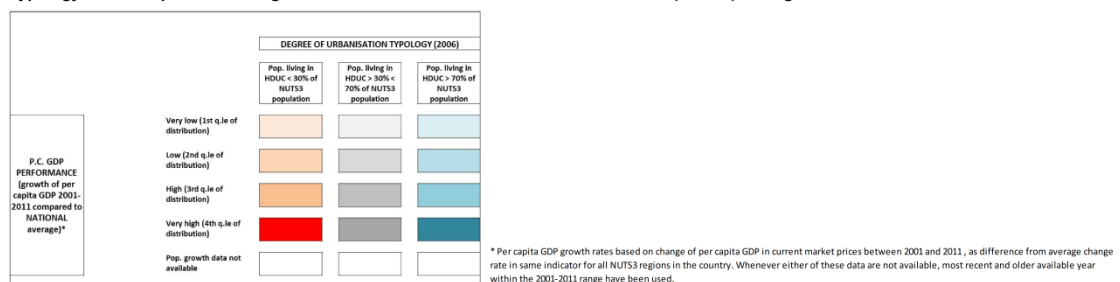 DEGREE OF URBANISATION TYPOLOGY (2006)
Pop. living in
HDUC < 30% of
NUTS3
population
Pop. living in
HDUC > 30% <
70% of NUTS3
population
Pop. living in
HDUC > 70% of
NUTS3
population
P.C. GDP
PERFORMANCE
(growth of per
capita GDP 2001-
2011 compared to
NATIONAL
average)*
Very low (1st q.le of
distribution)
Low (2nd q.le of
distribution)
High (3rd q.le of
distribution)
Very high (4th q.le of
distribution)
Pop. growth data not
available
* Per capita GDP growth rates based on change of per capita GDP in current market prices between 2001 and 2011 , as difference from average change
rate in same indicator for all NUTS3 regions in the country. Whenever either of these data are not available, most recent and older available year
within the 2001-2011 range have been used.